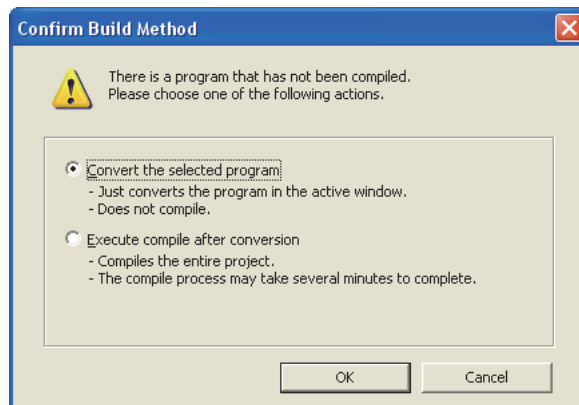 Confirm Build Method
There is a program that has not been compiled.
Please choose one of the following actions.
Convert the selected program
- Just converts the program in the active window.
- Does not compile.
Execute compile after conversion
- Compiles the entire project.
- The compile process may take several minutes to complete.
OK
Cancel